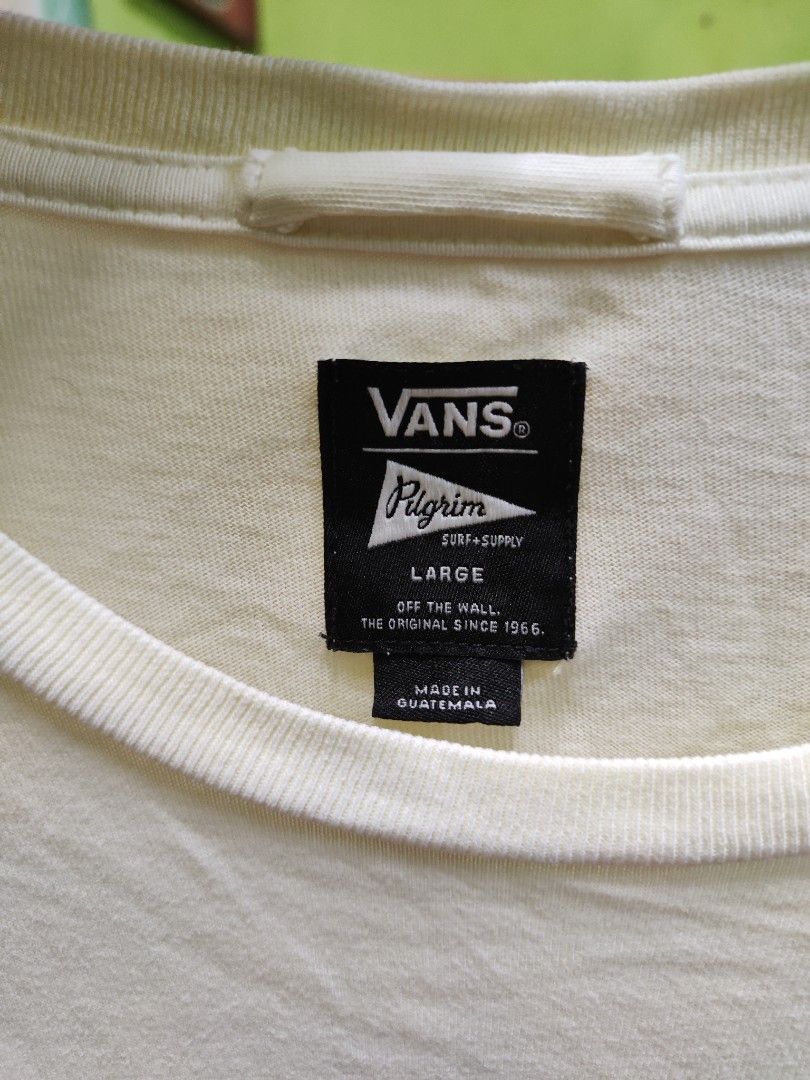 VANS®
Pilgrim
SURF+SUPPLY
LARGE
OFF THE WALL.
THE ORIGINAL SINCE 1966.
MADE IN
GUATEMALA